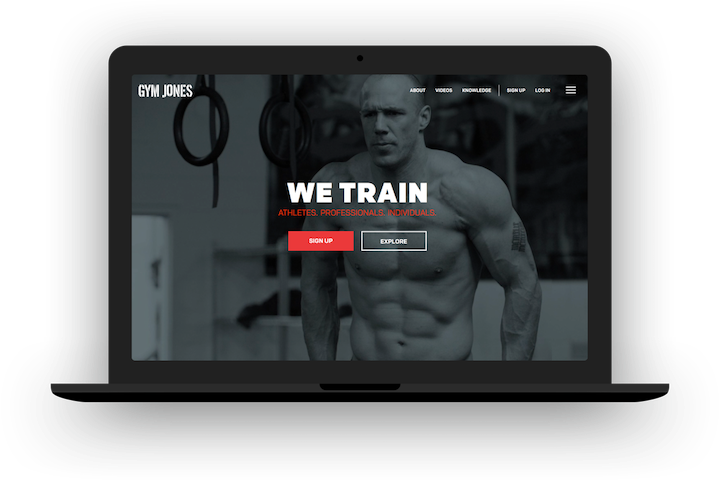 GYM JONES
ABOUT VIDEOS KNOWLEDGE SIGN UP LOG IN
WE TRAIN
ATHLETES. PROFESSIONALS. INDIVIDUALS.
SIGN UP EXPLORE